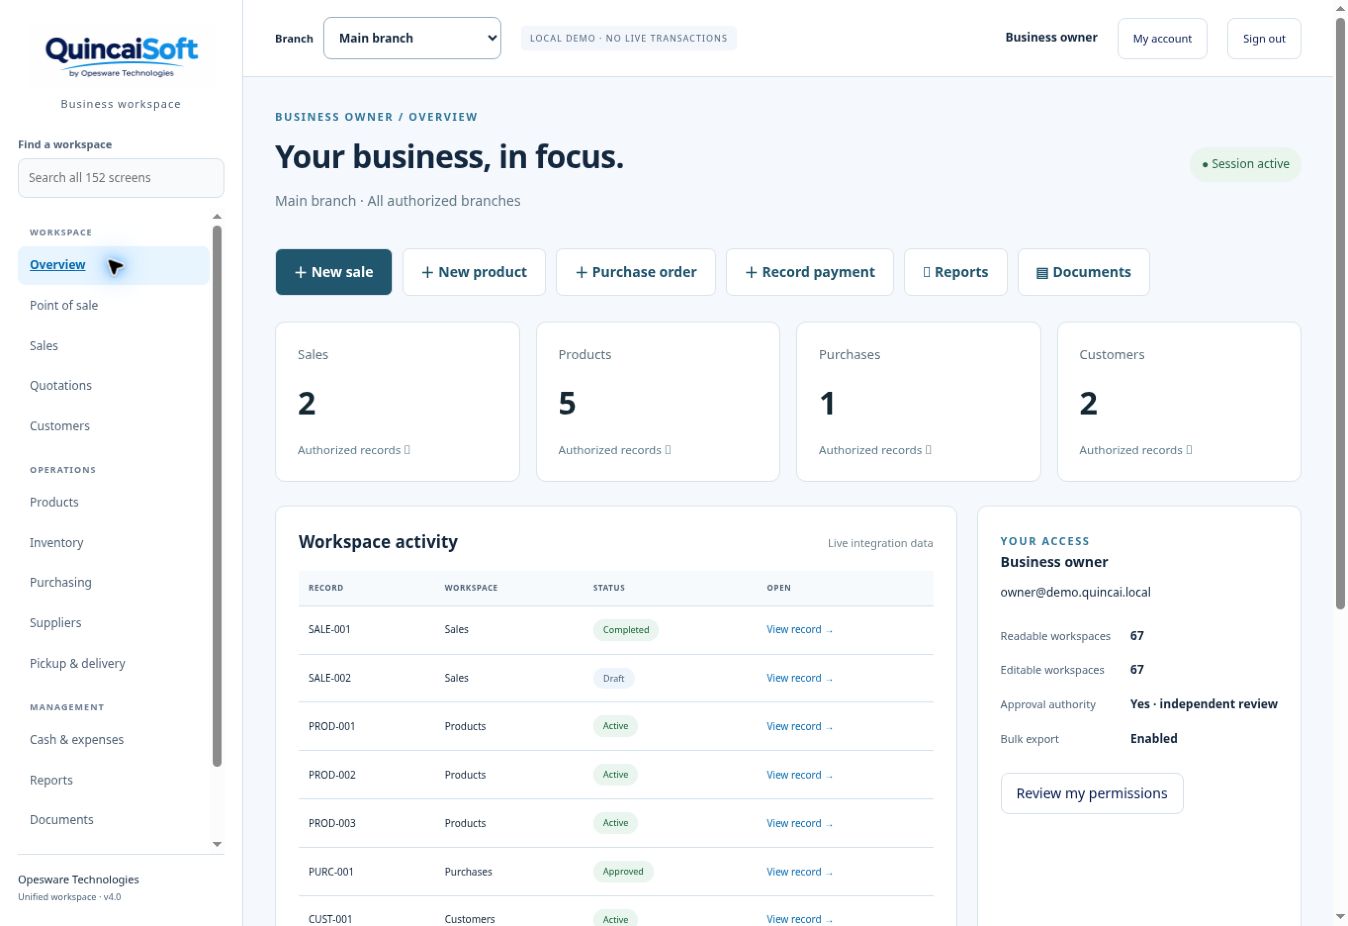 QuincaiSoft
by Opesware Technologies
Business workspace
Find a workspace
Search all 152 screens
WORKSPACE
Overview
Point of sale
Sales
Quotations
Customers
OPERATIONS
Products
Inventory
Purchasing
Suppliers
Pickup & delivery
MANAGEMENT
Cash & expenses
Reports
Documents
Opesware Technologies
Unified workspace · v4.0
Branch Main branch LOCAL DEMO · NO LIVE TRANSACTIONS Business owner My account Sign out
BUSINESS OWNER / OVERVIEW
Your business, in focus.
● Session active
Main branch · All authorized branches
+ New sale + New product + Purchase order + Record payment Reports ▤ Documents
Sales Products Purchases Customers
2 5 1 2
Authorized records Authorized records Authorized records Authorized records
Workspace activity Live integration data
RECORD WORKSPACE STATUS OPEN
SALE-001 Sales Completed View record →
SALE-002 Sales Draft View record →
PROD-001 Products Active View record →
PROD-002 Products Active View record →
PROD-003 Products Active View record →
PURC-001 Purchases Approved View record →
CUST-001 Customers Active View record →
YOUR ACCESS
Business owner
owner@demo.quincai.local
Readable workspaces 67
Editable workspaces 67
Approval authority Yes · independent review
Bulk export Enabled
Review my permissions